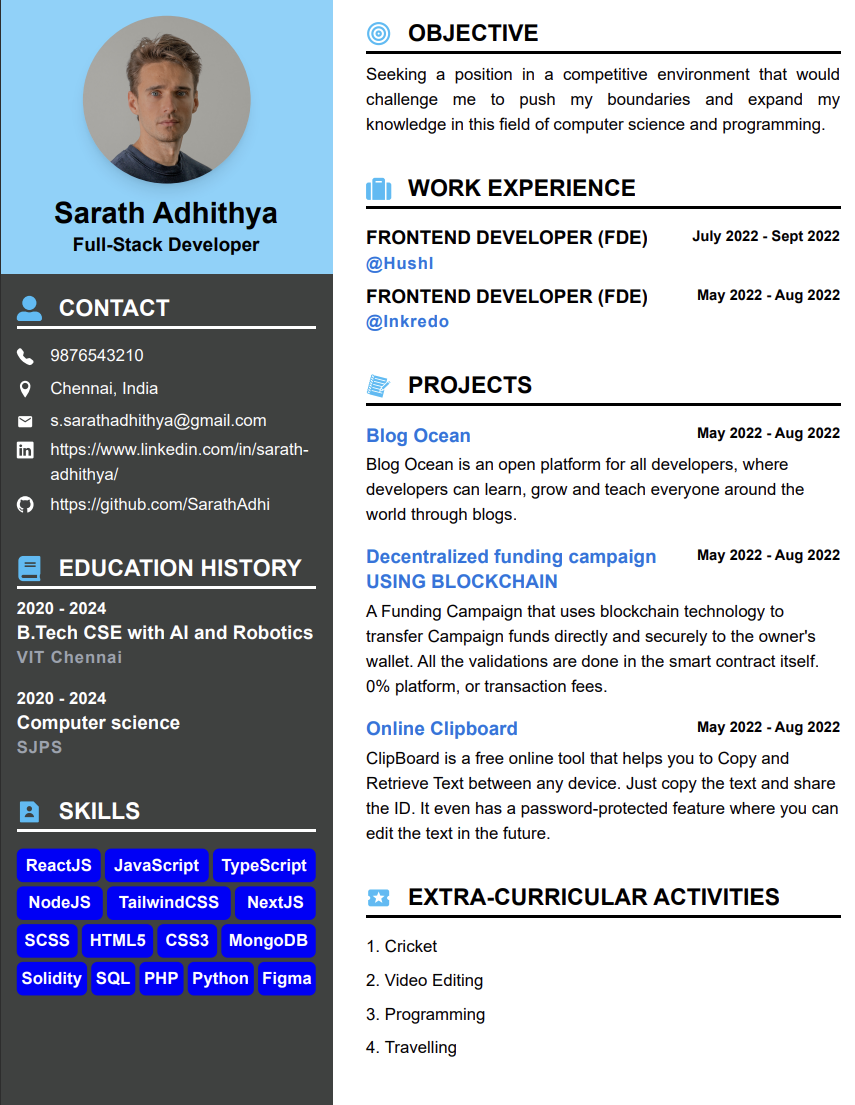 Sarath Adhithya
Full-Stack Developer
CONTACT
9876543210
Chennai, India
s.sarathadhithya@gmail.com
https://www.linkedin.com/in/sarath-
adhithya/
https://github.com/SarathAdhi
EDUCATION HISTORY
2020 - 2024
B.Tech CSE with AI and Robotics
VIT Chennai
2020 - 2024
Computer science
SJPS
SKILLS
ReactJS JavaScript TypeScript
NodeJS TailwindCSS NextJS
SCSS HTML5 CSS3 MongoDB
Solidity SQL PHP Python Figma
OBJECTIVE
Seeking a position in a competitive environment that would
challenge me to push my boundaries and expand my
knowledge in this field of computer science and programming.
WORK EXPERIENCE
FRONTEND DEVELOPER (FDE) July 2022 - Sept 2022
@Hushl
FRONTEND DEVELOPER (FDE) May 2022 - Aug 2022
@Inkredo
PROJECTS
Blog Ocean May 2022 - Aug 2022
Blog Ocean is an open platform for all developers, where
developers can learn, grow and teach everyone around the
world through blogs.
Decentralized funding campaign May 2022 - Aug 2022
USING BLOCKCHAIN
A Funding Campaign that uses blockchain technology to
transfer Campaign funds directly and securely to the owner's
wallet. All the validations are done in the smart contract itself.
0% platform, or transaction fees.
Online Clipboard May 2022 - Aug 2022
ClipBoard is a free online tool that helps you to Copy and
Retrieve Text between any device. Just copy the text and share
the ID. It even has a password-protected feature where you can
edit the text in the future.
EXTRA-CURRICULAR ACTIVITIES
1. Cricket
2. Video Editing
3. Programming
4. Travelling